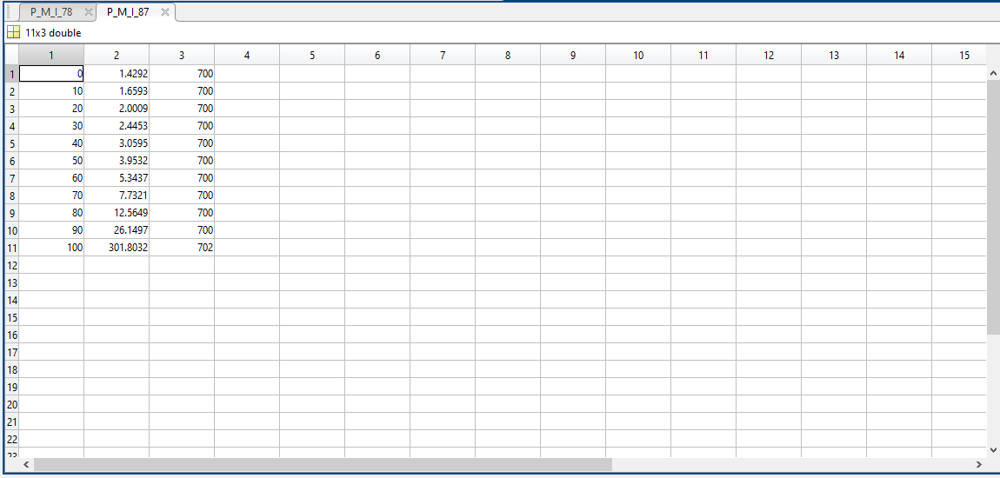 P_M_I_78 P_M_I_87
11x3 double
1 2 3 4 5 6 7 8 9 10 11 12 13 14 15
1 0 1.4292 700
2 10 1.6593 700
3 20 2.0009 700
4 30 2.4453 700
5 40 3.0595 700
6 50 3.9532 700
7 60 5.3437 700
8 70 7.7321 700
9 80 12.5649 700
10 90 26.1497 700
11 100 301.8032 702
12
13
14
15
16
17
18
19
20
21
22
23